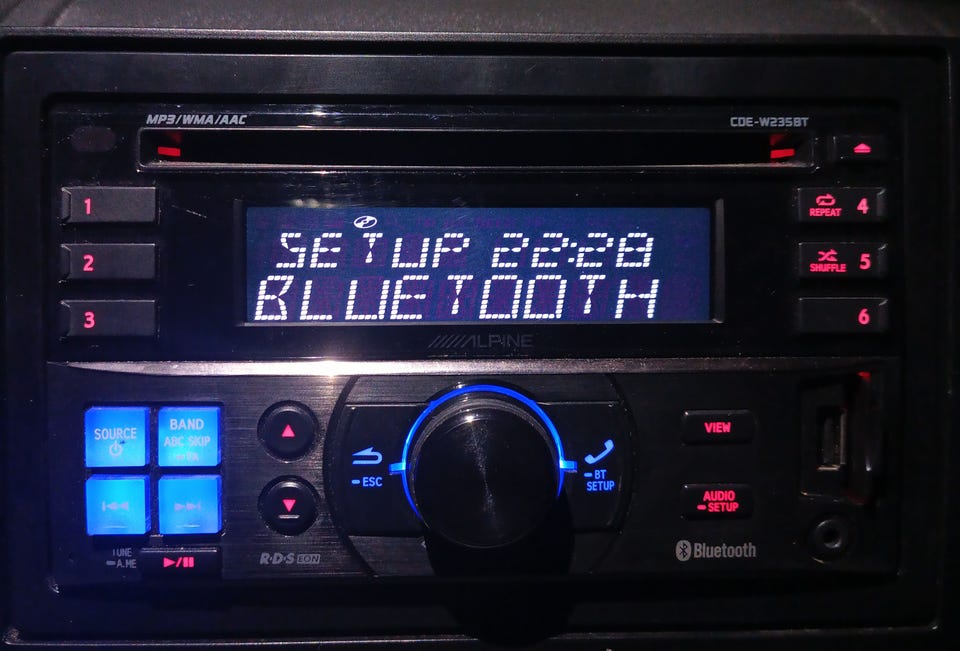 MP3/WMA/AAC
CDE-W235BT
1
REPEAT 4
2
SHUFFLE 5
3
6
SETUP 22:28
BLUETOOTH
ALPINE
SOURCE
BAND
ABC SKIP
ESC
BT
SETUP
VIEW
AUDIO
SETUP
TUNE
A.ME
R·D·S EON
Bluetooth